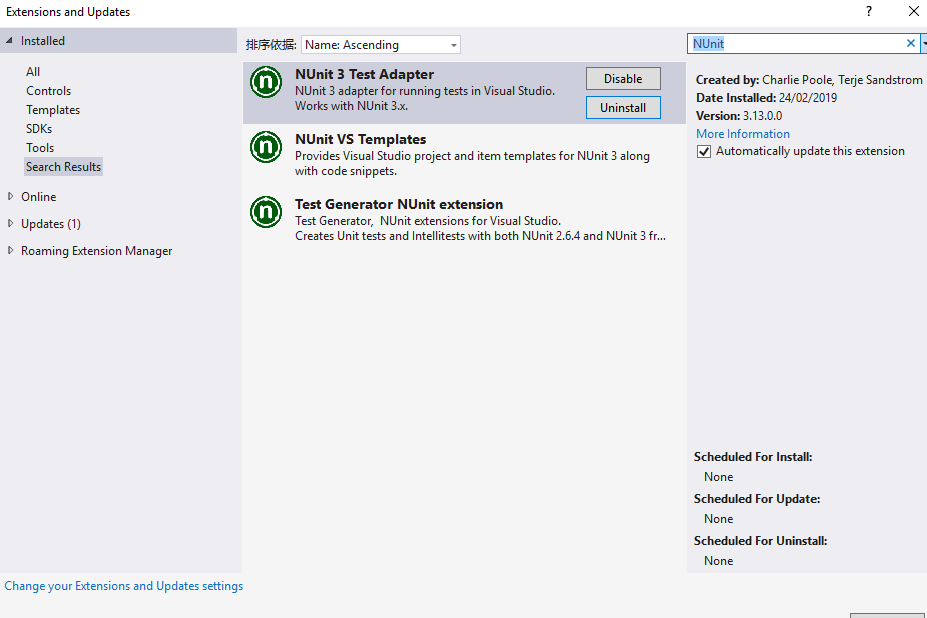 Extensions and Updates
?
Installed
All
Controls
Templates
SDKs
Tools
Search Results
Online
Updates (1)
Roaming Extension Manager
Change your Extensions and Updates settings
排序依据: Name: Ascending
NUnit 3 Test Adapter
NUnit 3 adapter for running tests in Visual Studio.
Works with NUnit 3.x.
Disable
Uninstall
NUnit VS Templates
Provides Visual Studio project and item templates for NUnit 3 along
with code snippets.
Test Generator NUnit extension
Test Generator, NUnit extensions for Visual Studio.
Creates Unit tests and Intellitests with both NUnit 2.6.4 and NUnit 3 fr...
NUnit
Created by: Charlie Poole, Terje Sandstrom
Date Installed: 24/02/2019
Version: 3.13.0.0
More Information
Automatically update this extension
Scheduled For Install:
None
Scheduled For Update:
None
Scheduled For Uninstall:
None